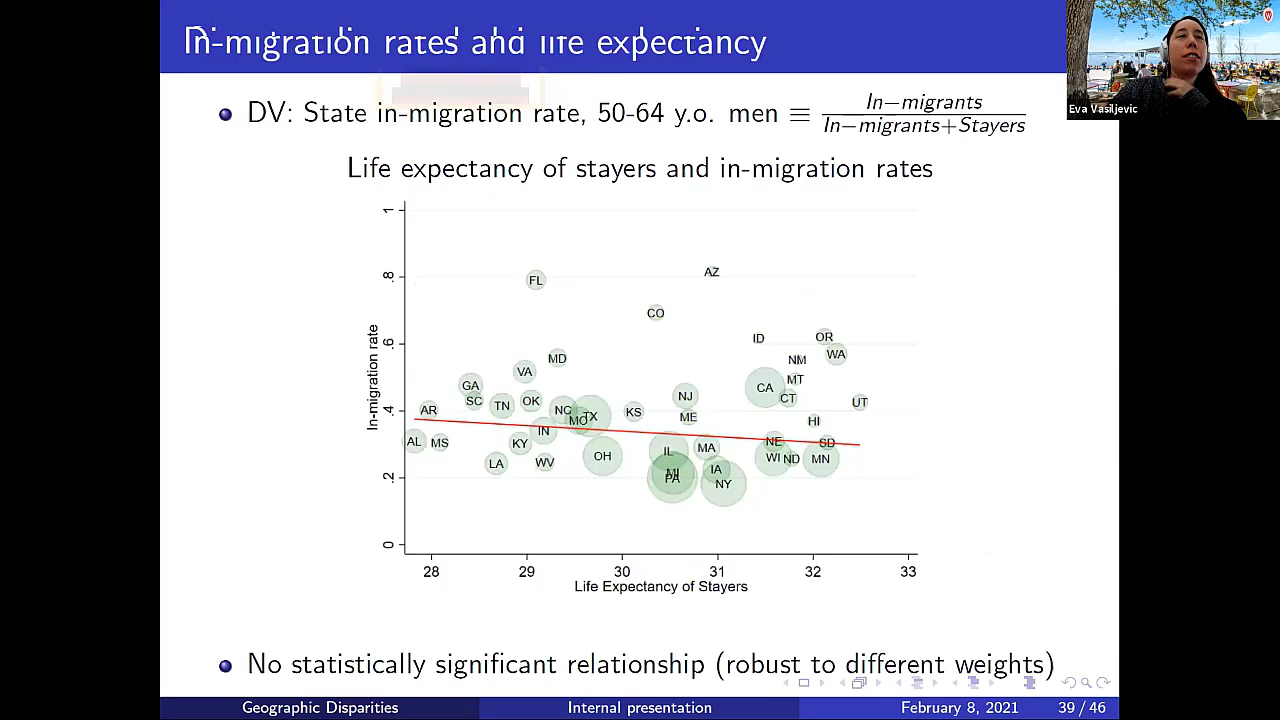 In-migration rates and life expectancy
Eva Vasiljevic
DV: State in-migration rate, 50-64 y.o. men ≡ In−migrants / In−migrants+Stayers
Life expectancy of stayers and in-migration rates
In-migration rate
1
.8
.6
.4
.2
0
AZ
FL
CO
ID
OR
MD
NM
WA
VA
MT
GA
CA
SC
TN
OK
NJ
CT
UT
AR
NC
MO
TX
KS
ME
HI
AL
MS
KY
IN
NE
SD
LA
WV
OH
IL
MA
WI
ND
MN
MI
PA
IA
NY
28 29 30 31 32 33
Life Expectancy of Stayers
No statistically significant relationship (robust to different weights)
Geographic Disparities Internal presentation February 8, 2021 39 / 46